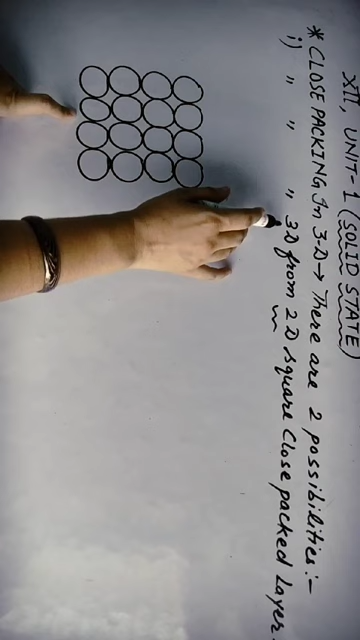 XII, UNIT-1 (SOLID STATE)
* CLOSE PACKING In 3-D → There are 2 possibilities:-
i) " " " 3D from 2D square Close packed Layer.